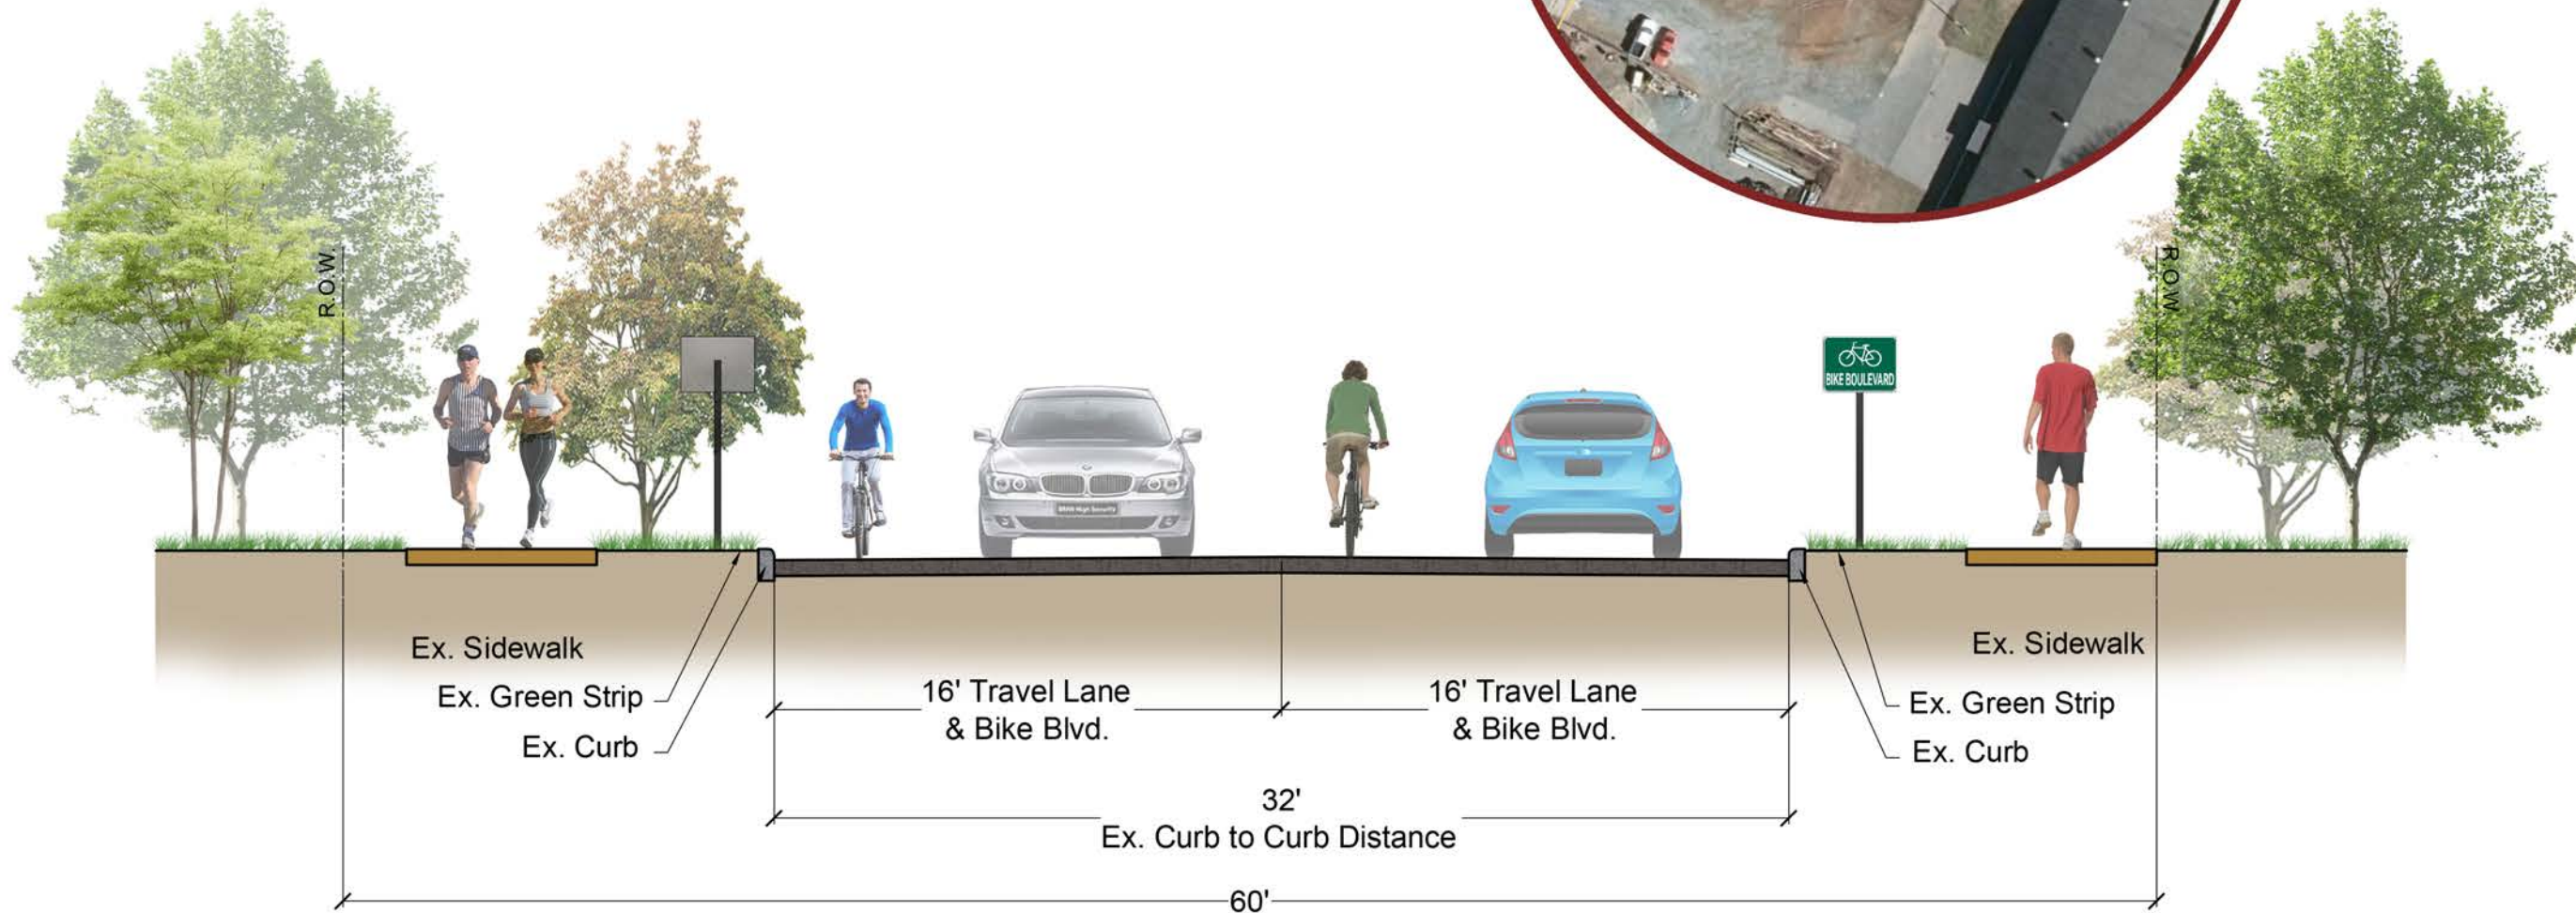 R.O.W.
R.O.W
BIKE BOULEVARD
Ex. Sidewalk
Ex. Green Strip
Ex. Curb
16' Travel Lane
& Bike Blvd.
16' Travel Lane
& Bike Blvd.
Ex. Sidewalk
Ex. Green Strip
Ex. Curb
32'
Ex. Curb to Curb Distance
60'